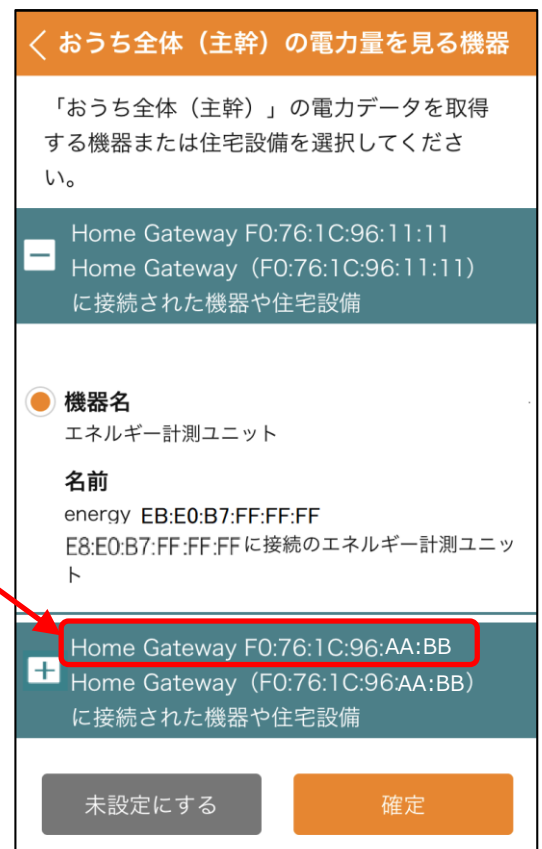 おうち全体（主幹）の電力量を見る機器
「おうち全体（主幹）」の電力データを取得
する機器または住宅設備を選択してくださ
い。
Home Gateway F0:76:1C:96:11:11
Home Gateway（F0:76:1C:96:11:11）
に接続された機器や住宅設備
機器名
エネルギー計測ユニット
名前
energy EB:E0:B7:FF:FF:FF
E8:E0:B7:FF:FF:FFに接続のエネルギー計測ユニッ
ト
Home Gateway F0:76:1C:96:AA:BB
Home Gateway（F0:76:1C:96:AA:BB）
に接続された機器や住宅設備
未設定にする
確定